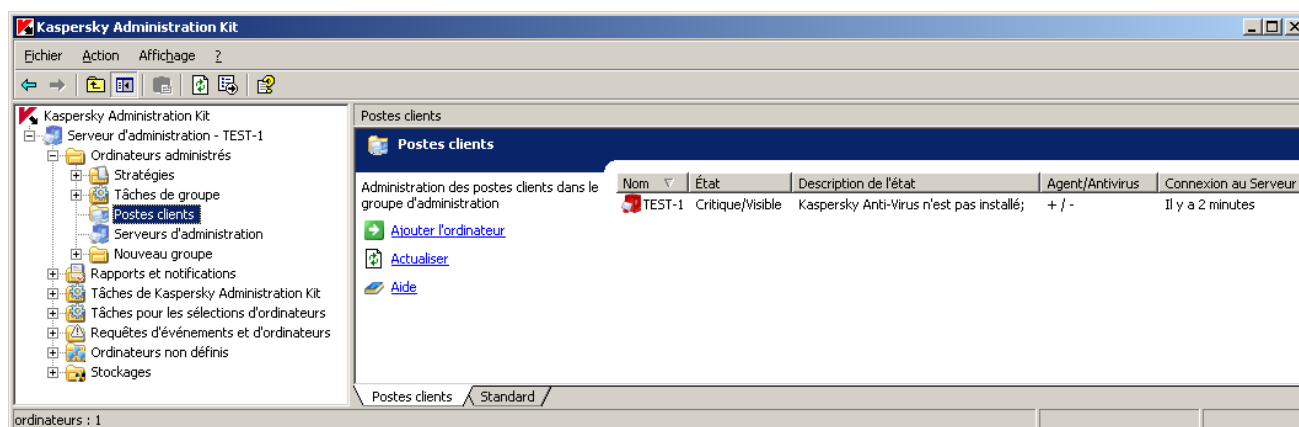 Kaspersky Administration Kit
Fichier Action Affichage ?
Kaspersky Administration Kit
Serveur d'administration - TEST-1
Ordinateurs administrés
Stratégies
Tâches de groupe
Postes clients
Serveurs d'administration
Nouveau groupe
Rapports et notifications
Tâches de Kaspersky Administration Kit
Tâches pour les sélections d'ordinateurs
Requêtes d'événements et d'ordinateurs
Ordinateurs non définis
Stockages
Postes clients
Postes clients
Administration des postes clients dans le
groupe d'administration
Ajouter l'ordinateur
Actualiser
Aide
Nom État Description de l'état Agent/Antivirus Connexion au Serveur
TEST-1 Critique/Visible Kaspersky Anti-Virus n'est pas installé; + / - Il y a 2 minutes
Postes clients Standard
ordinateurs : 1